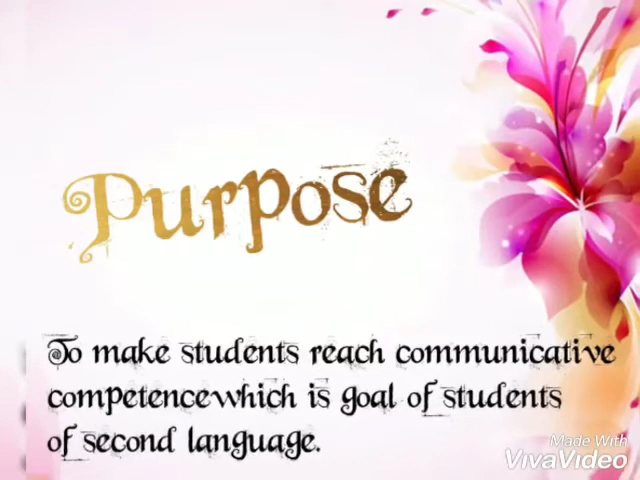 Purpose
To make students reach communicative
competencewhich is goal of students
of second language.
Made With
VivaVideo